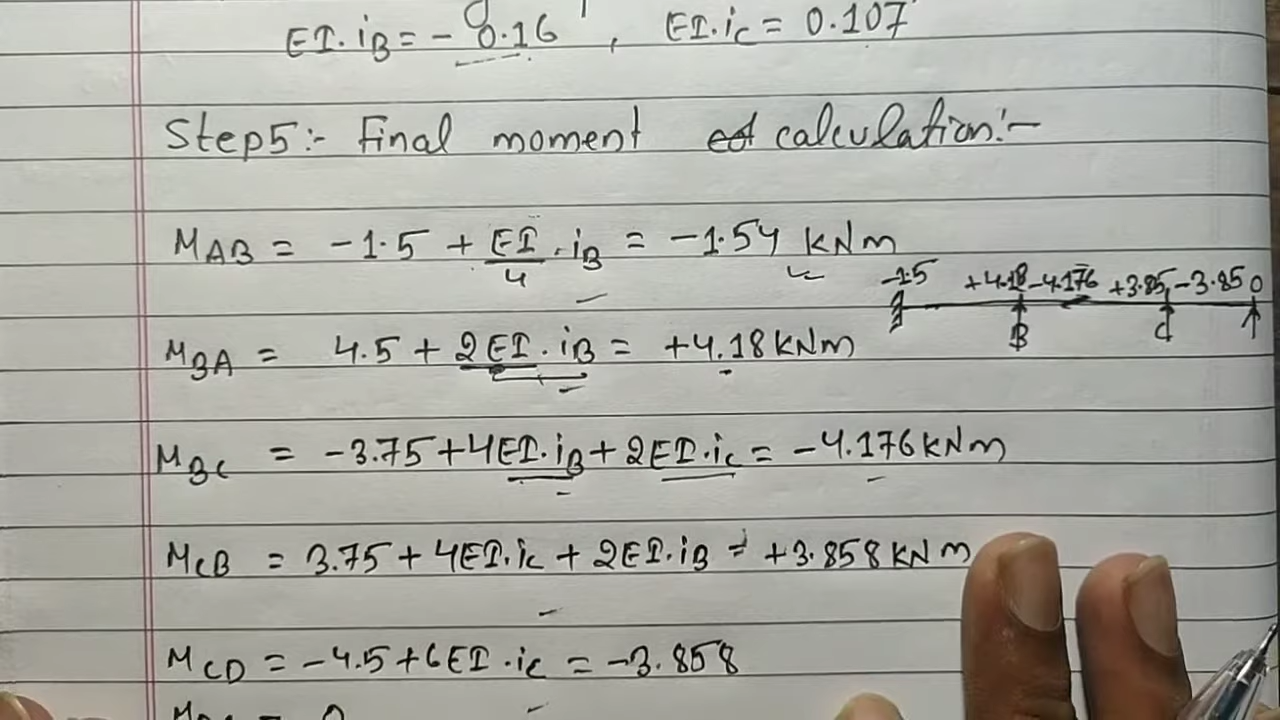 EI.iB = - 0.16 , EI.ic = 0.107
Step5:- Final moment calculation:-
MAB = -1.5 + EI/4 . iB = -1.54 kNm
-1.5 +4.18 -4.176 +3.85 -3.85 0
B C
MBA = 4.5 + 2EI . iB = +4.18 kNm
MBC = -3.75+4EI.iB+2EI.ic = -4.176 kNm
MCB = 3.75 + 4EI.ic + 2EI.iB = +3.858 kNm
MCD = -4.5+6EI.ic = -3.858